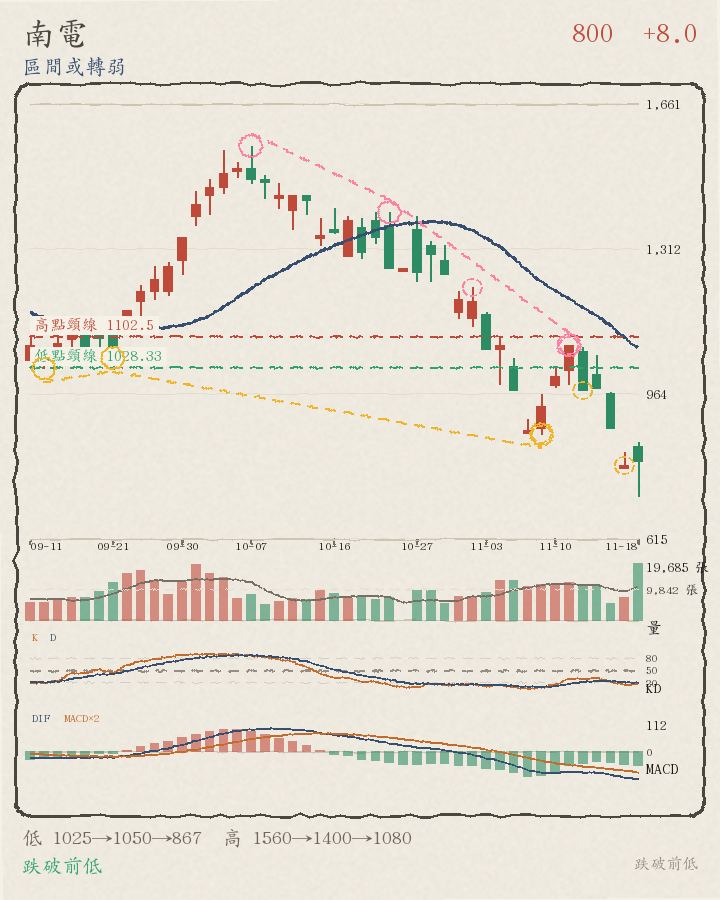 南電
800 +8.0
區間或轉弱
1,661
1,312
高點頸線 1102.5
低點頸線 1028.33
964
615
09-11 09-21 09-30 10-07 10-16 10-27 11-03 11-10 11-18
19,685 張
9,842 張
量
K D
80
50
20
KD
DIF MACD×2
112
0
MACD
低 1025→1050→867 高 1560→1400→1080
跌破前低
跌破前低